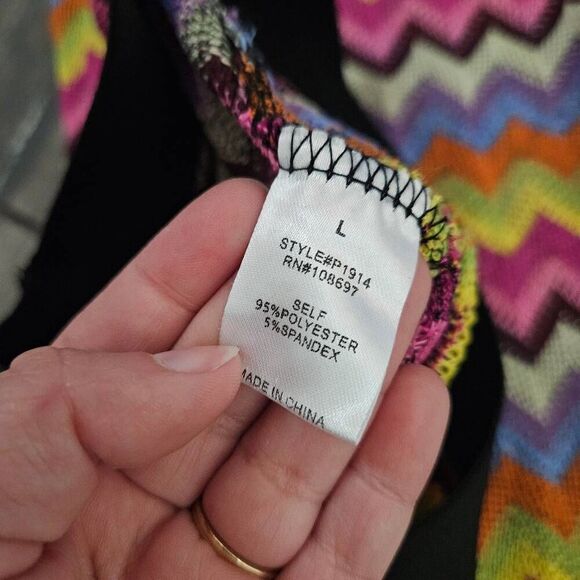 L
STYLE#P1914
RN#108697
SELF
95%POLYESTER
5%SPANDEX
MADE IN CHINA